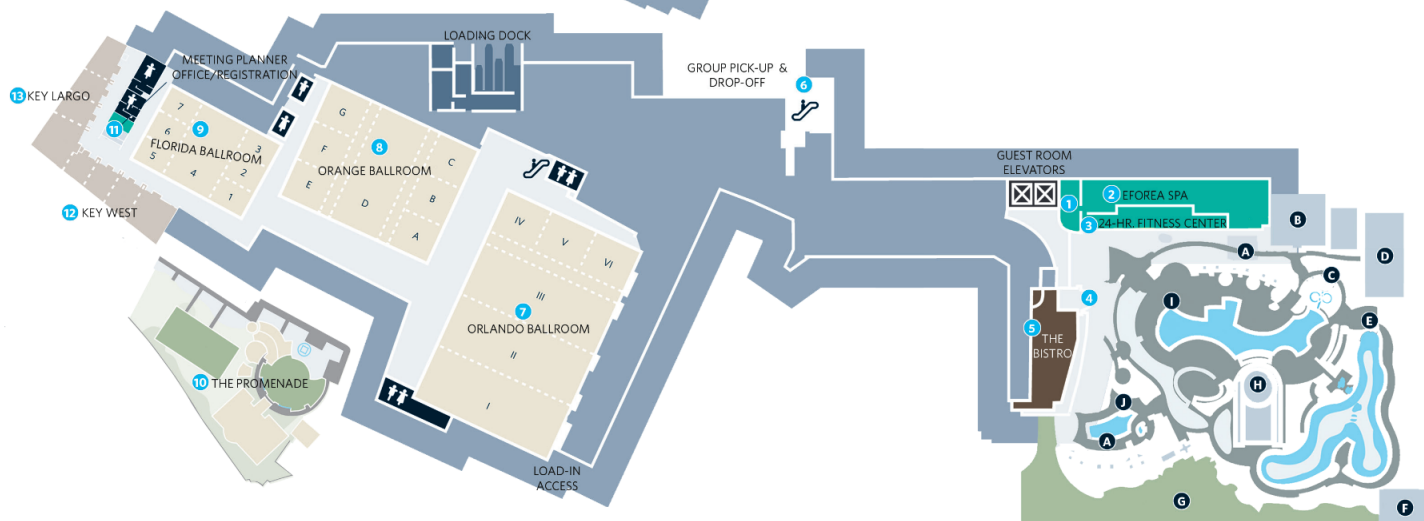 LOADING DOCK
MEETING PLANNER
OFFICE/REGISTRATION
GROUP PICK-UP &
DROP-OFF
6
13 KEY LARGO
11
7
6
5
4
3
2
1
9
FLORIDA BALLROOM
12 KEY WEST
G
F
E
D
C
B
A
8
ORANGE BALLROOM
IV
V
VI
III
7
ORLANDO BALLROOM
II
I
LOAD-IN
ACCESS
10 THE PROMENADE
GUEST ROOM
ELEVATORS
1
2 EFOREA SPA
3 24-HR. FITNESS CENTER
4
5
THE
BISTRO
A
B
C
D
E
I
H
J
A
G
F